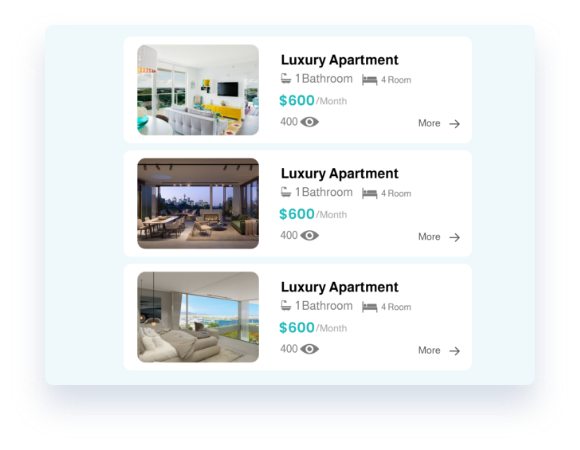 Luxury Apartment
1 Bathroom 4 Room
$600/Month
400
More
Luxury Apartment
1 Bathroom 4 Room
$600/Month
400
More
Luxury Apartment
1 Bathroom 4 Room
$600/Month
400
More